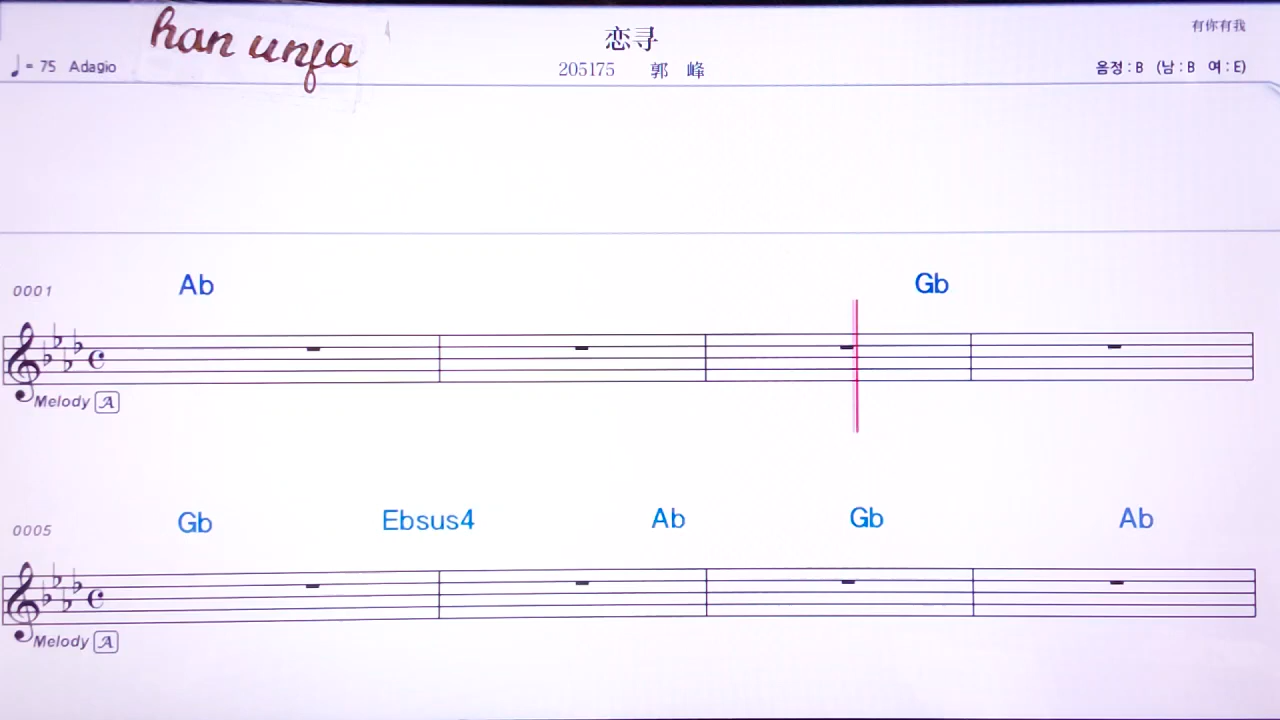 han unfa
恋寻
有你有我
♩= 75 Adagio
205175 郭 峰
음정 : B (남 : B 여 : E)
0001 Ab Gb
Melody A
0005 Gb Ebsus4 Ab Gb Ab
Melody A